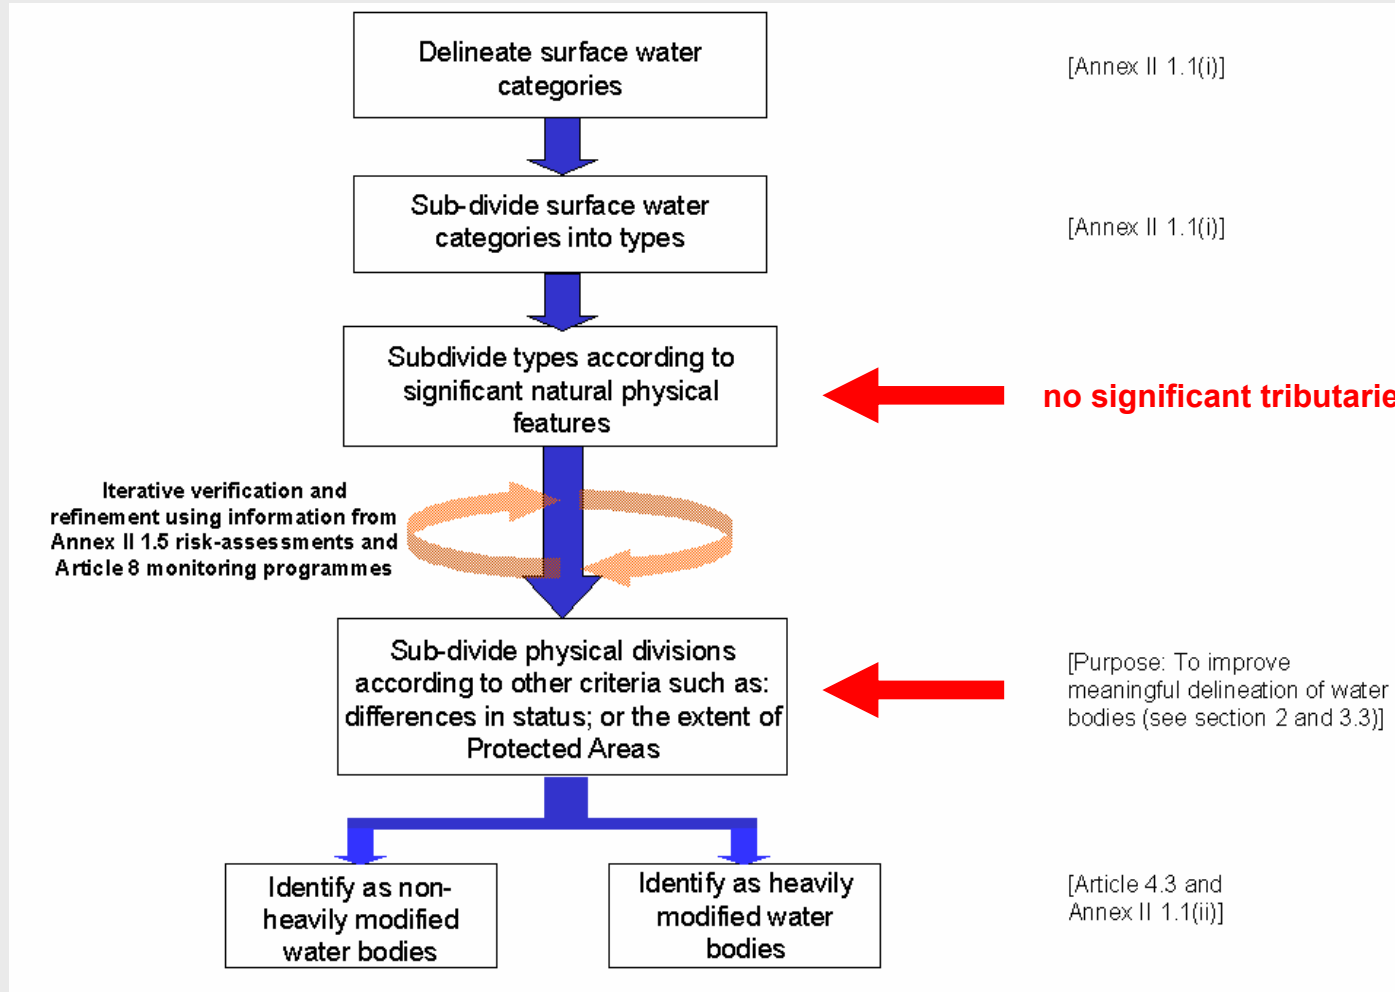 Delineate surface water
categories
[Annex II 1.1(i)]
Sub-divide surface water
categories into types
[Annex II 1.1(i)]
Subdivide types according to
significant natural physical
features
no significant tributarie
Iterative verification and
refinement using information from
Annex II 1.5 risk-assessments and
Article 8 monitoring programmes
Sub-divide physical divisions
according to other criteria such as:
differences in status; or the extent of
Protected Areas
[Purpose: To improve
meaningful delineation of water
bodies (see section 2 and 3.3)]
Identify as non-
heavily modified
water bodies
Identify as heavily
modified water
bodies
[Article 4.3 and
Annex II 1.1(ii)]